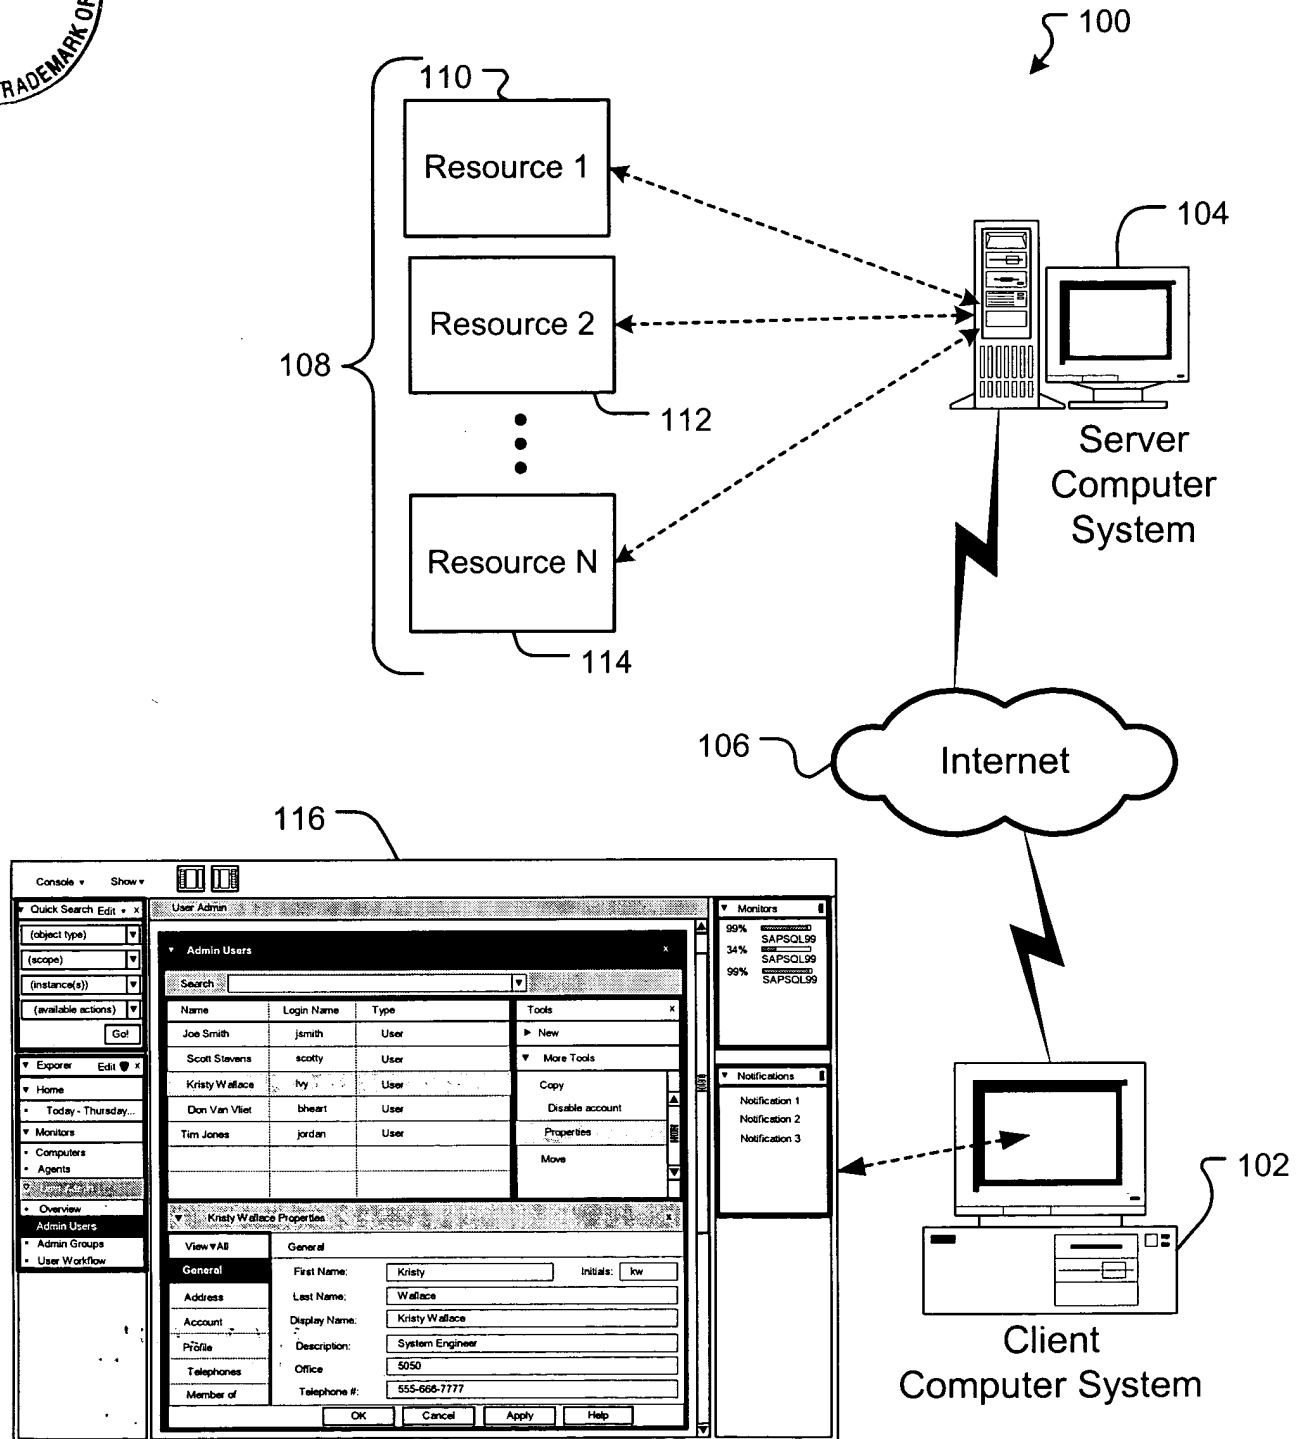 RADEMARK OF
100
110
Resource 1
104
Resource 2
108
112
Server
Computer
System
Resource N
114
106
Internet
116
Console Show
Quick Search Edit x
(object type)
(scope)
(instance(s))
(available actions)
Go!
Exporer Edit x
Home
Today - Thursday...
Monitors
Computers
Agents
Overview
Admin Users
Admin Groups
User Workflow
User Admin
Admin Users x
Search
Name Login Name Type
Joe Smith jsmith User
Scott Stevens scotty User
Kristy Wallace Ivy User
Don Van Vliet bheart User
Tim Jones jordan User
Tools x
New
More Tools
Copy
Disable account
Properties
Move
Kristy Wallace Properties x
View All
General
Address
Account
Profile
Telephones
Member of
General
First Name: Kristy Initials: kw
Last Name: Wallace
Display Name: Kristy Wallace
Description: System Engineer
Office 5050
Telephone #: 555-666-7777
OK Cancel Apply Help
Monitors
99%
SAPSQL99
34%
SAPSQL99
99%
SAPSQL99
Notifications
Notification 1
Notification 2
Notification 3
102
Client
Computer System